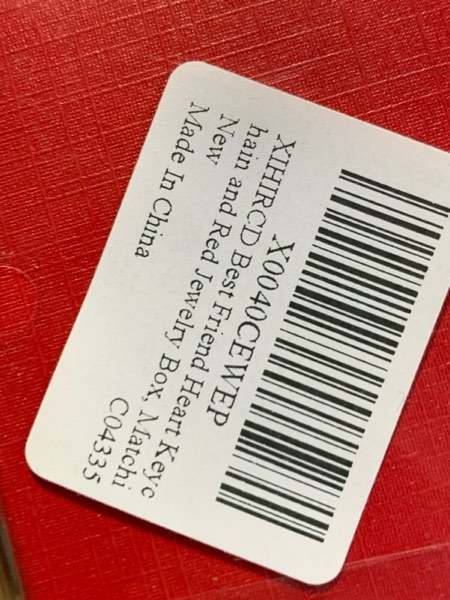 X0040CEWEP
XIHIRCD Best Friend Heart Keyc
hain and Red Jewelry Box, Matchi
New
C04335
Made In China